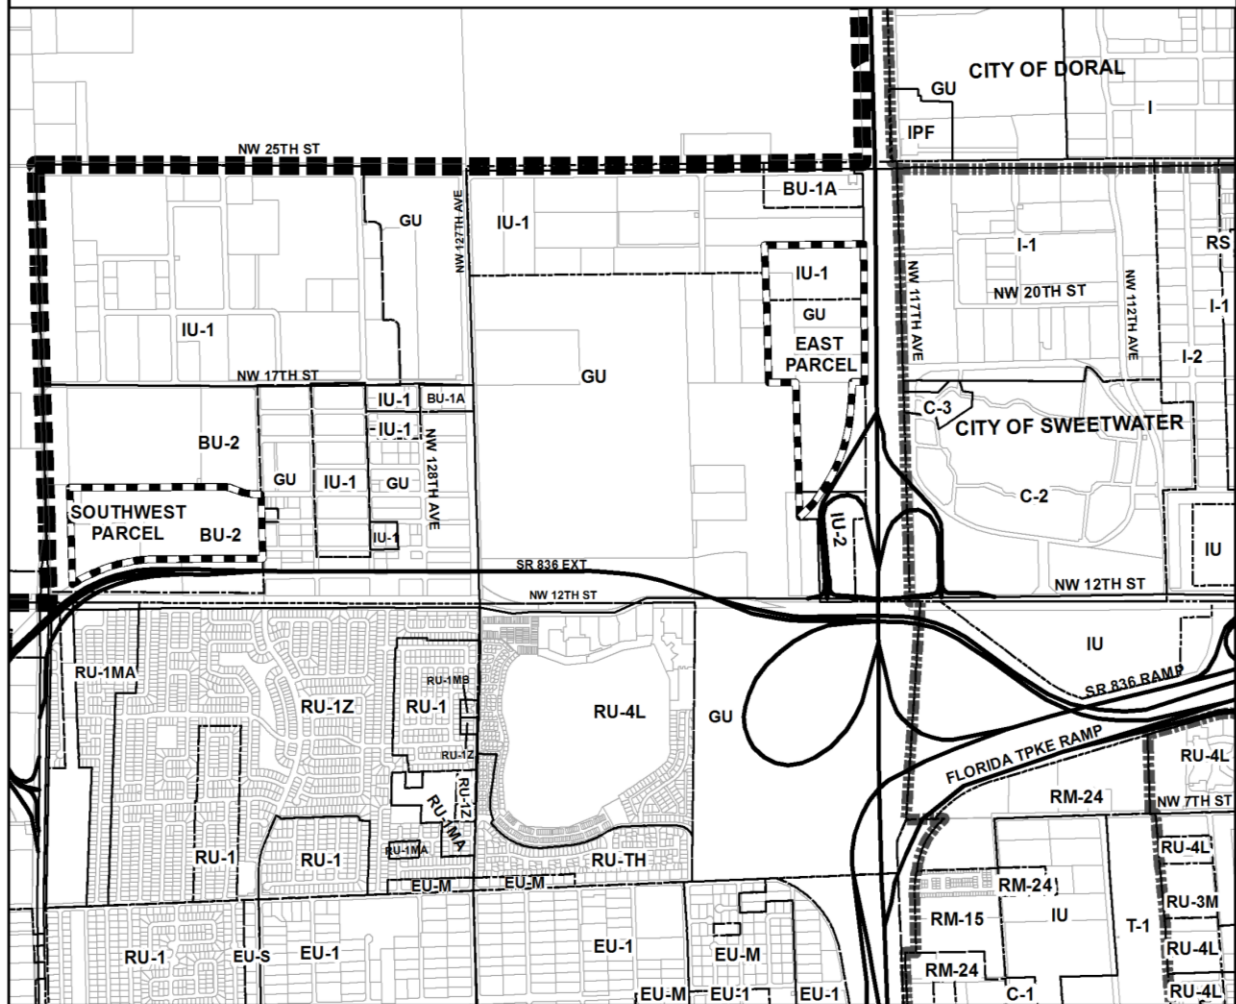 CITY OF DORAL
GU
I
IPF
NW 25TH ST
BU-1A
GU
NW 127TH AVE
IU-1
I-1
RS
IU-1
NW 117TH AVE
NW 112TH AVE
NW 20TH ST
GU
I-1
IU-1
EAST
PARCEL
I-2
NW 17TH ST
GU
IU-1
BU-1A
C-3
IU-1
CITY OF SWEETWATER
BU-2
NW 128TH AVE
GU
IU-1
GU
C-2
SOUTHWEST
PARCEL
BU-2
IU-1
IU-2
IU
SR 836 EXT
NW 12TH ST
NW 12TH ST
IU
RU-1MA
RU-1MB
SR 836 RAMP
RU-1Z
RU-1
RU-4L
GU
RU-1Z
FLORIDA TPKE RAMP
RU-4L
RU-1Z
RM-24
NW 7TH ST
RU-1MA
RU-1MA
RU-4L
RU-1
RU-1
RU-TH
EU-M
EU-M
RM-24
RU-3M
RM-15
IU
T-1
RU-1
EU-S
EU-1
EU-1
EU-M
RU-4L
RM-24
EU-M
EU-1
EU-1
C-1
RU-4L